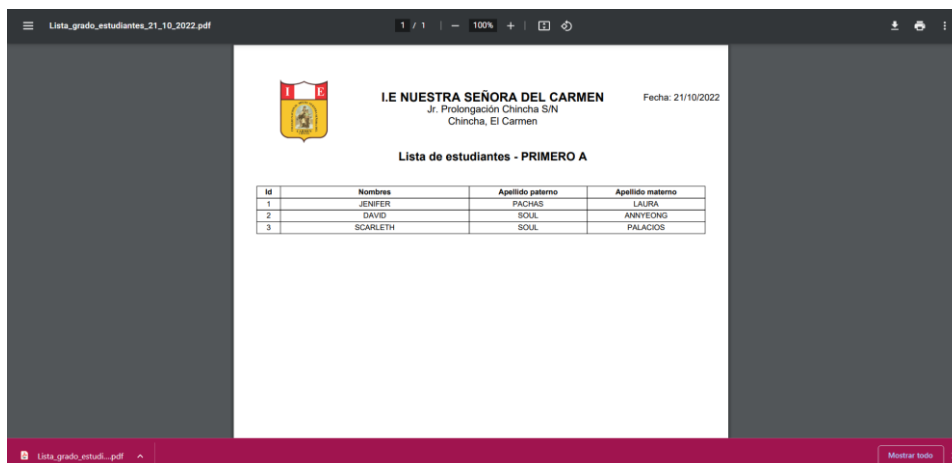 Lista_grado_estudiantes_21_10_2022.pdf 1 / 1 100%
I E
I.E NUESTRA SEÑORA DEL CARMEN Fecha: 21/10/2022
Jr. Prolongación Chincha S/N
Chincha, El Carmen
Lista de estudiantes - PRIMERO A
Id Nombres Apellido paterno Apellido materno
1 JENIFER PACHAS LAURA
2 DAVID SOUL ANNYEONG
3 SCARLETH SOUL PALACIOS
Lista_grado_estudi...pdf Mostrar todo